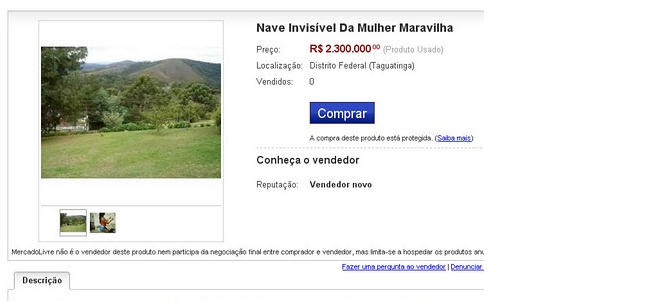 Nave Invisível Da Mulher Maravilha
Preço: R$ 2.300.000⁰⁰ (Produto Usado)
Localização: Distrito Federal (Taguatinga)
Vendidos: 0
Comprar
A compra deste produto está protegida. (Saiba mais)
Conheça o vendedor
Reputação: Vendedor novo
MercadoLivre não é o vendedor deste produto nem participa da negociação final entre comprador e vendedor, mas limita-se a hospedar os produtos anu
Fazer uma pergunta ao vendedor | Denunciar
Descrição